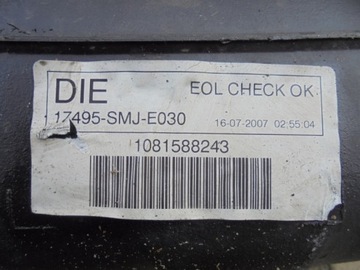 DIE EOL CHECK OK
17495-SMJ-E030 16-07-2007 02:55:04
1081588243